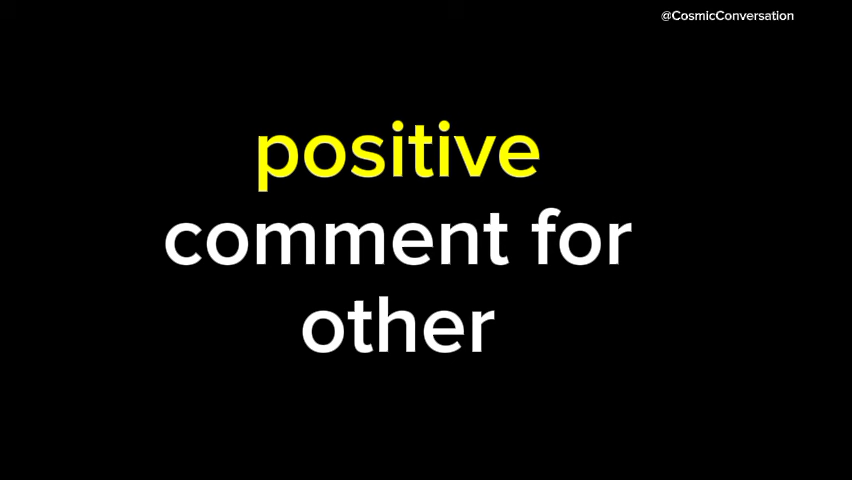 @CosmicConversation
positive
comment for
other